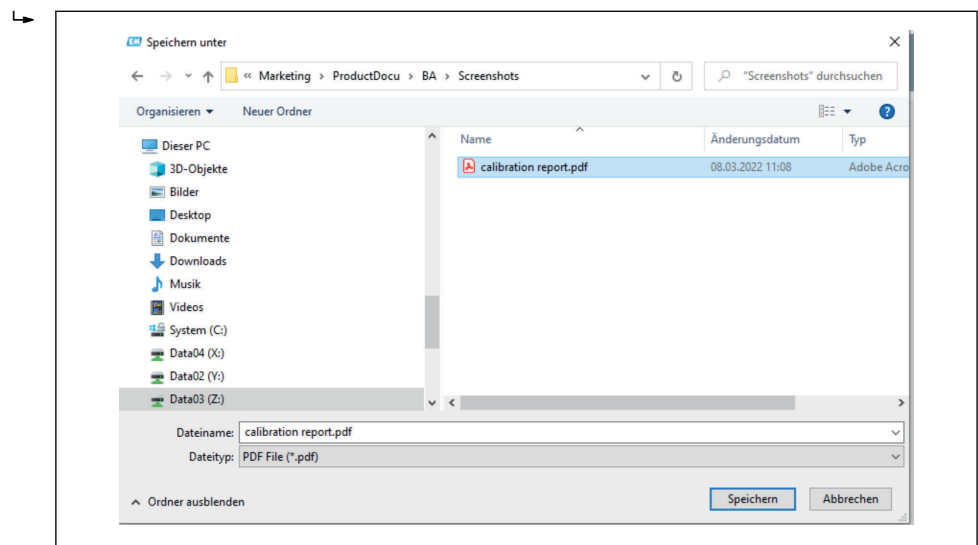 Speichern unter
« Marketing > ProductDocu > BA > Screenshots
"Screenshots" durchsuchen
Organisieren
Neuer Ordner
Dieser PC
3D-Objekte
Bilder
Desktop
Dokumente
Downloads
Musik
Videos
System (C:)
Data04 (X:)
Data02 (Y:)
Data03 (Z:)
Name Änderungsdatum Typ
calibration report.pdf 08.03.2022 11:08 Adobe Acro
Dateiname: calibration report.pdf
Dateityp: PDF File (*.pdf)
Ordner ausblenden
Speichern
Abbrechen